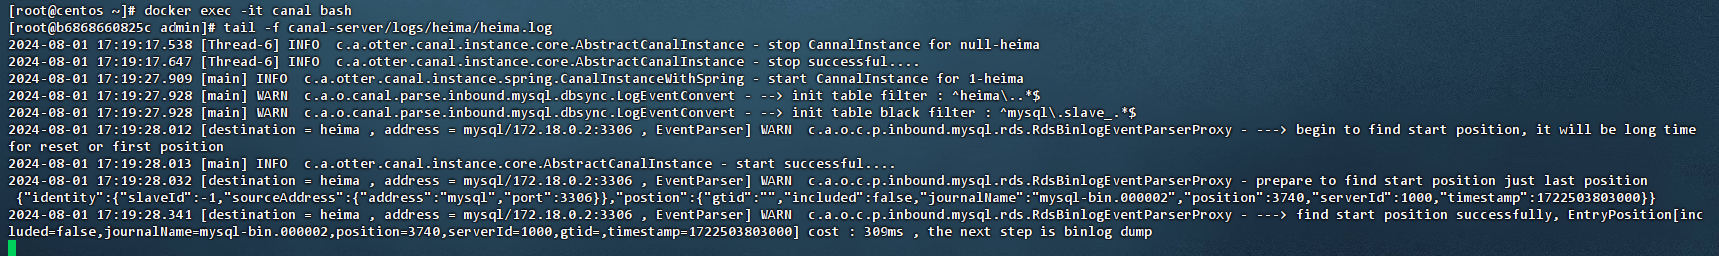 [root@centos ~]# docker exec -it canal bash
[root@b6868660825c admin]# tail -f canal-server/logs/heima/heima.log
2024-08-01 17:19:17.538 [Thread-6] INFO  c.a.otter.canal.instance.core.AbstractCanalInstance - stop CannalInstance for null-heima
2024-08-01 17:19:17.647 [Thread-6] INFO  c.a.otter.canal.instance.core.AbstractCanalInstance - stop successful....
2024-08-01 17:19:27.909 [main] INFO  c.a.otter.canal.instance.spring.CanalInstanceWithSpring - start CannalInstance for 1-heima
2024-08-01 17:19:27.928 [main] WARN  c.a.o.canal.parse.inbound.mysql.dbsync.LogEventConvert - --> init table filter : ^heima\..*$
2024-08-01 17:19:27.928 [main] WARN  c.a.o.canal.parse.inbound.mysql.dbsync.LogEventConvert - --> init table black filter : ^mysql\.slave_.*$
2024-08-01 17:19:28.012 [destination = heima , address = mysql/172.18.0.2:3306 , EventParser] WARN  c.a.o.c.p.inbound.mysql.rds.RdsBinlogEventParserProxy - ---> begin to find start position, it will be long time
for reset or first position
2024-08-01 17:19:28.013 [main] INFO  c.a.otter.canal.instance.core.AbstractCanalInstance - start successful....
2024-08-01 17:19:28.032 [destination = heima , address = mysql/172.18.0.2:3306 , EventParser] WARN  c.a.o.c.p.inbound.mysql.rds.RdsBinlogEventParserProxy - prepare to find start position just last position
 {"identity":{"slaveId":-1,"sourceAddress":{"address":"mysql","port":3306}},"postion":{"gtid":"","included":false,"journalName":"mysql-bin.000002","position":3740,"serverId":1000,"timestamp":1722503803000}}
2024-08-01 17:19:28.341 [destination = heima , address = mysql/172.18.0.2:3306 , EventParser] WARN  c.a.o.c.p.inbound.mysql.rds.RdsBinlogEventParserProxy - ---> find start position successfully, EntryPosition[inc
luded=false,journalName=mysql-bin.000002,position=3740,serverId=1000,gtid=,timestamp=1722503803000] cost : 309ms , the next step is binlog dump